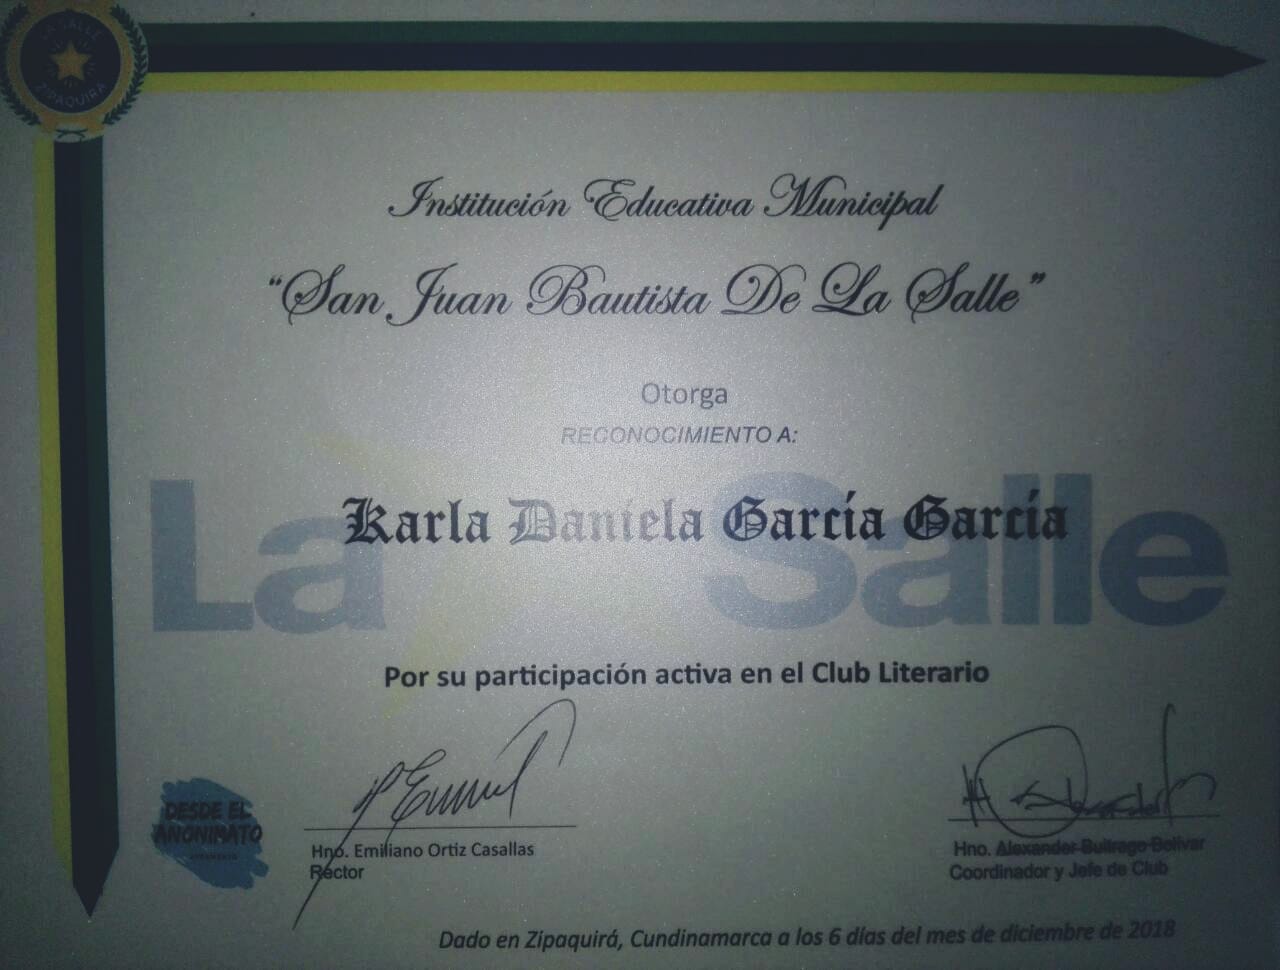 LA SALLE
ZIPAQUIRÁ
Institución Educativa Municipal
“San Juan Bautista De La Salle”
Otorga
RECONOCIMIENTO A:
La Salle
Karla Daniela García García
Por su participación activa en el Club Literario
DESDE EL
ANONIMATO
Hno. Emiliano Ortiz Casallas
Rector
Hno. Alexander Buitrago Bolívar
Coordinador y Jefe de Club
Dado en Zipaquirá, Cundinamarca a los 6 días del mes de diciembre de 2018